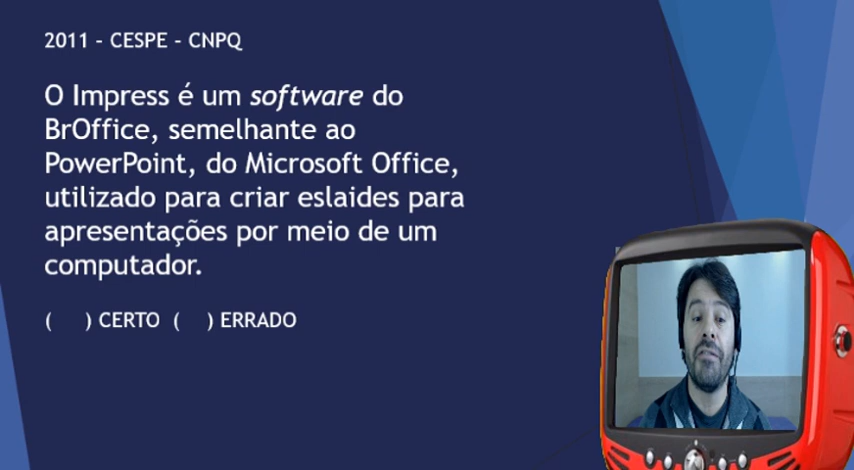 2011 – CESPE – CNPQ
O Impress é um software do
BrOffice, semelhante ao
PowerPoint, do Microsoft Office,
utilizado para criar eslaides para
apresentações por meio de um
computador.
( ) CERTO ( ) ERRADO